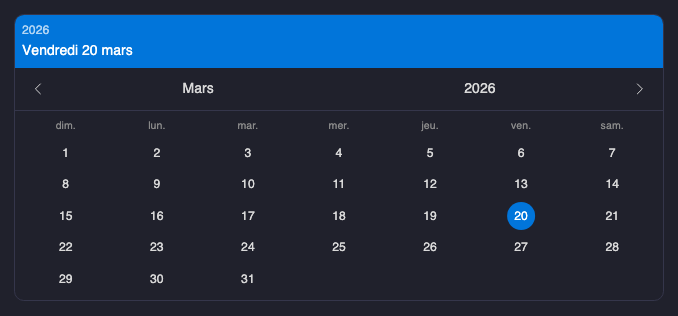 2026
Vendredi 20 mars
Mars 2026
dim. lun. mar. mer. jeu. ven. sam.
1 2 3 4 5 6 7
8 9 10 11 12 13 14
15 16 17 18 19 20 21
22 23 24 25 26 27 28
29 30 31